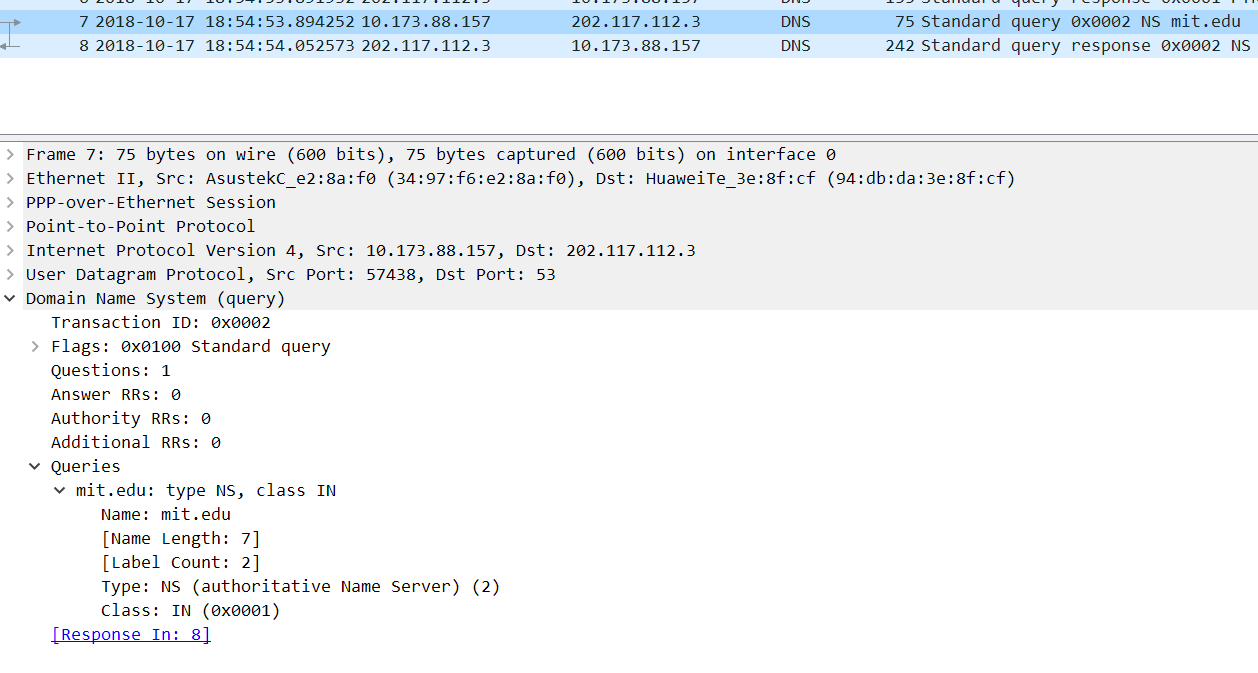 7 2018-10-17 18:54:53.894252 10.173.88.157 202.117.112.3 DNS 75 Standard query 0x0002 NS mit.edu
8 2018-10-17 18:54:54.052573 202.117.112.3 10.173.88.157 DNS 242 Standard query response 0x0002 NS
Frame 7: 75 bytes on wire (600 bits), 75 bytes captured (600 bits) on interface 0
Ethernet II, Src: AsustekC_e2:8a:f0 (34:97:f6:e2:8a:f0), Dst: HuaweiTe_3e:8f:cf (94:db:da:3e:8f:cf)
PPP-over-Ethernet Session
Point-to-Point Protocol
Internet Protocol Version 4, Src: 10.173.88.157, Dst: 202.117.112.3
User Datagram Protocol, Src Port: 57438, Dst Port: 53
Domain Name System (query)
Transaction ID: 0x0002
Flags: 0x0100 Standard query
Questions: 1
Answer RRs: 0
Authority RRs: 0
Additional RRs: 0
Queries
mit.edu: type NS, class IN
Name: mit.edu
[Name Length: 7]
[Label Count: 2]
Type: NS (authoritative Name Server) (2)
Class: IN (0x0001)
[Response In: 8]